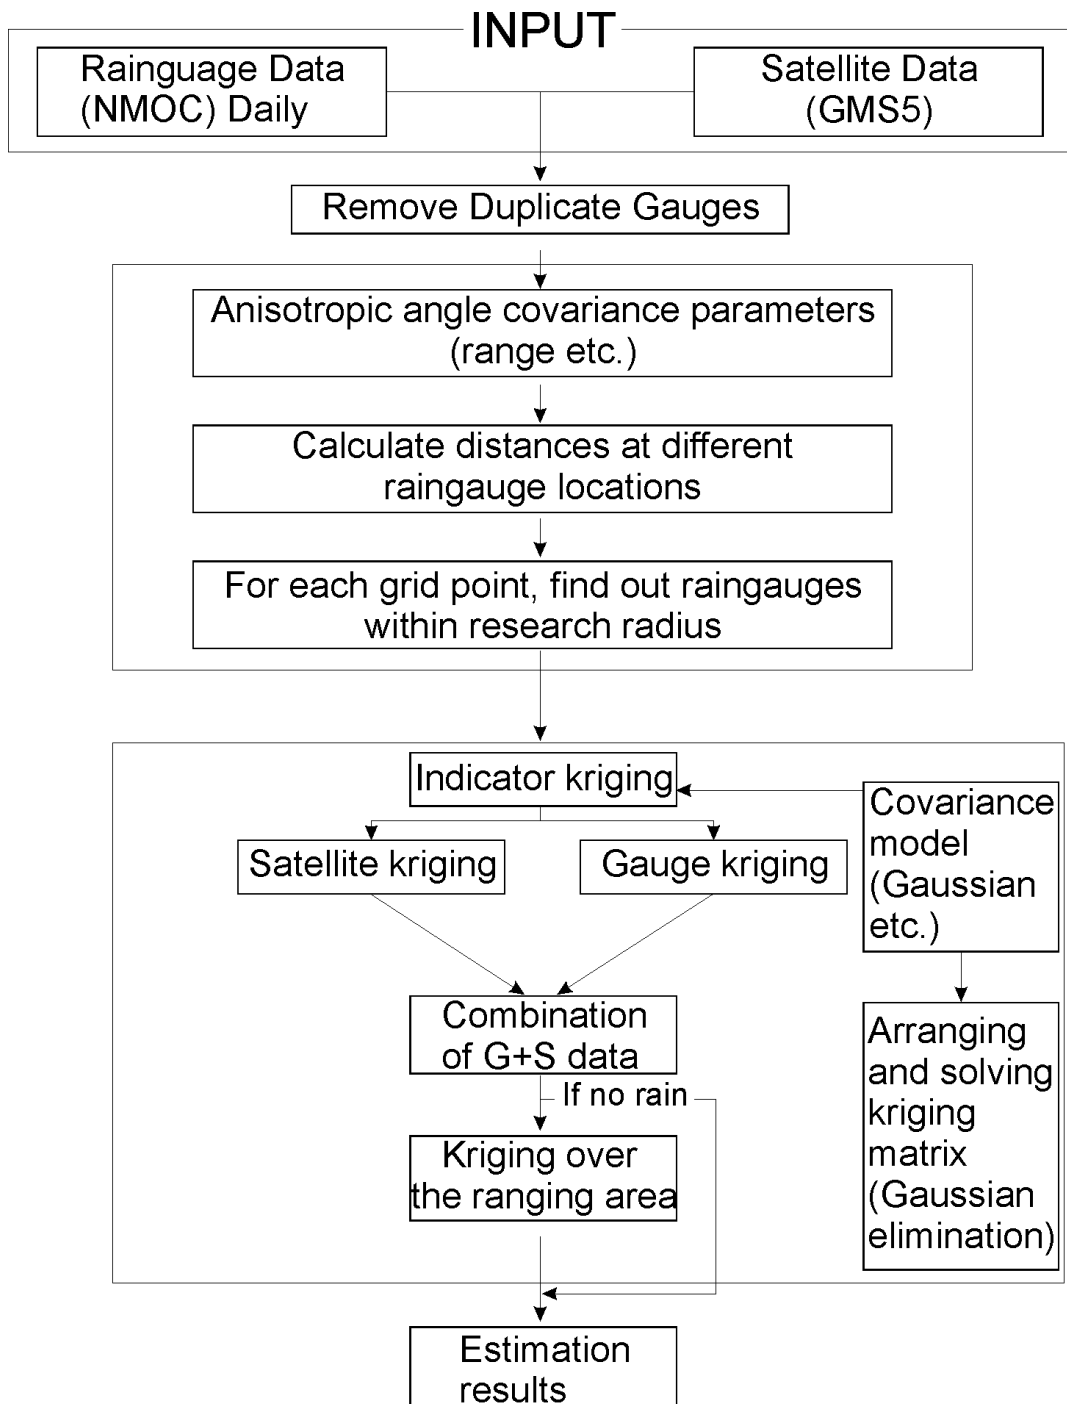 INPUT
Rainguage Data
(NMOC) Daily
Satellite Data
(GMS5)
Remove Duplicate Gauges
Anisotropic angle covariance parameters
(range etc.)
Calculate distances at different
raingauge locations
For each grid point, find out raingauges
within research radius
Indicator kriging
Satellite kriging
Gauge kriging
Covariance
model
(Gaussian
etc.)
Combination
of G+S data
If no rain
Kriging over
the ranging area
Arranging
and solving
kriging
matrix
(Gaussian
elimination)
Estimation
results